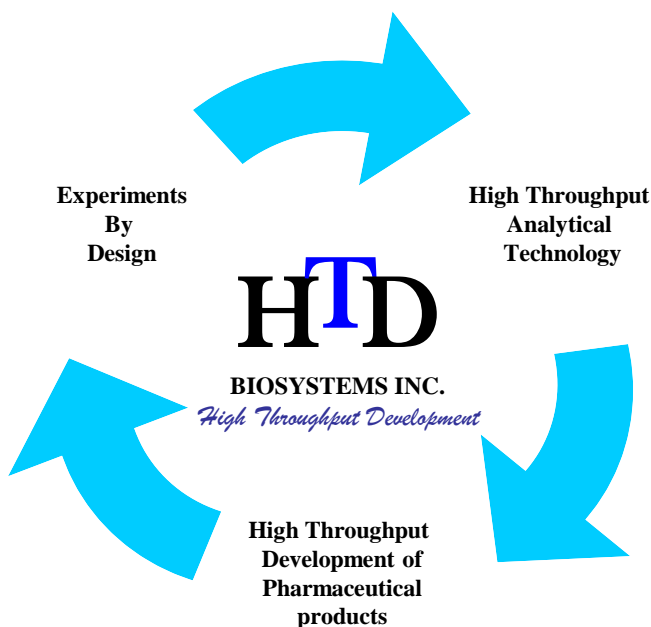 Experiments
By
Design
High Throughput
Analytical
Technology
HTD
BIOSYSTEMS INC.
High Throughput Development
High Throughput
Development of
Pharmaceutical
products